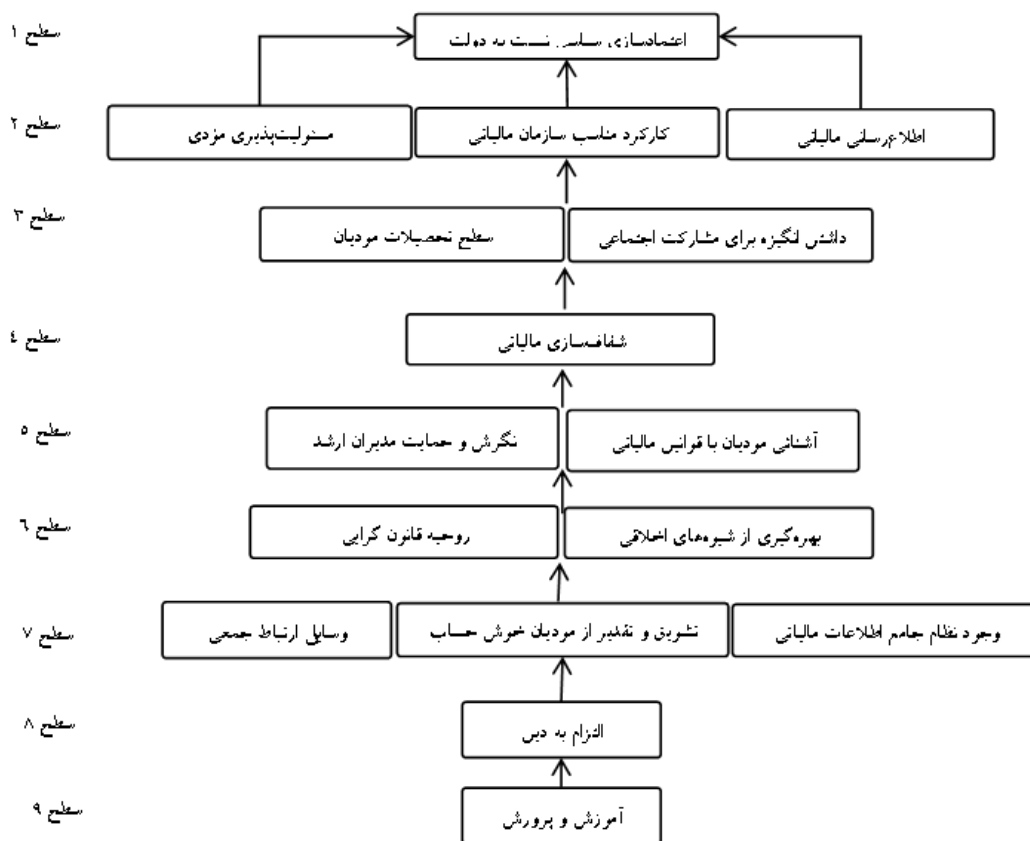 سطح ۱
اعتمادسازی سیاسی نسبت به دولت
سطح ۲
اطلاع‌رسانی مالیاتی
کارکرد مناسب سازمان مالیاتی
مسئولیت‌پذیری مؤدی
سطح ۳
داشتن انگیزه برای مشارکت اجتماعی
سطح تحصیلات مودیان
سطح ٤
شفاف‌سازی مالیاتی
سطح ٥
آشنائی مودیان با قوانین مالیاتی
نگرش و حمایت مدیران ارشد
سطح ٦
بهره‌گیری از شیوه‌های اخلاقی
روحیه قانون گرایی
سطح ۷
وجود نظام جامع اطلاعات مالیاتی
تشویق و تقدیر از مودیان خوش حساب
وسایل ارتباط جمعی
سطح ۸
التزام به دین
سطح ۹
آموزش و پرورش